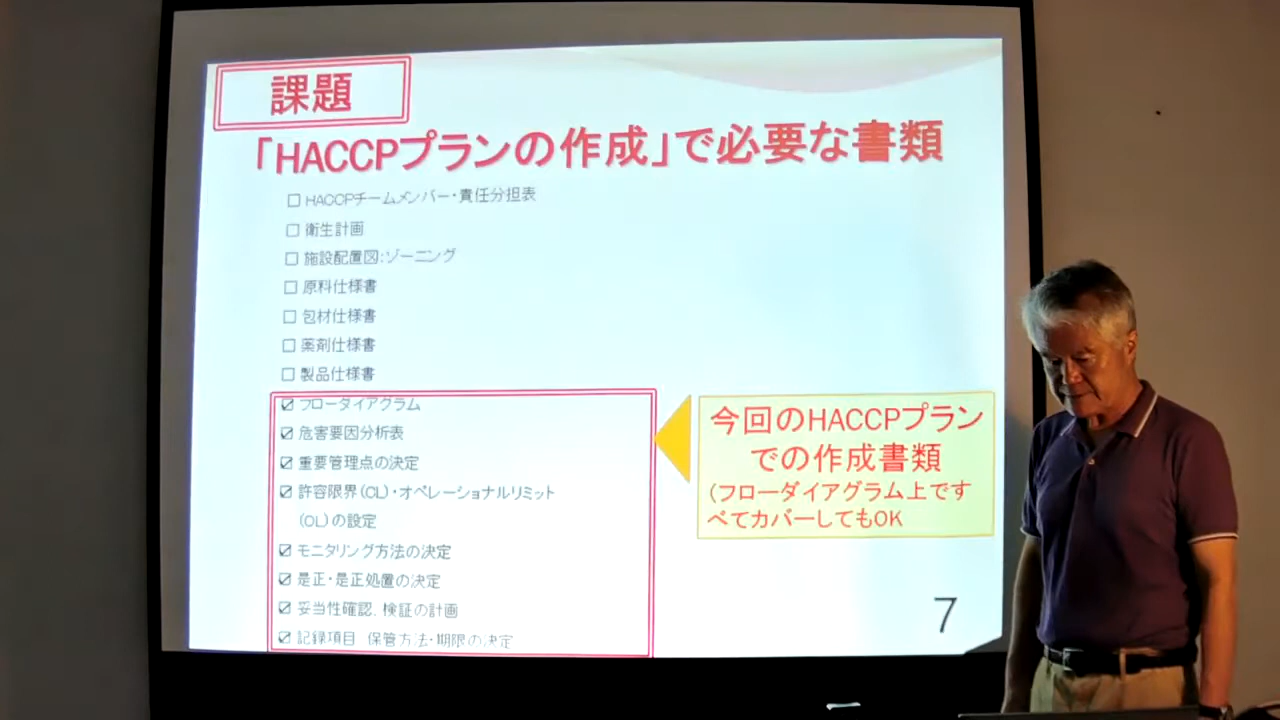 課題
「HACCPプランの作成」で必要な書類
☐ HACCPチームメンバー・責任分担表
☐ 衛生計画
☐ 施設配置図:ゾーニング
☐ 原料仕様書
☐ 包材仕様書
☐ 薬剤仕様書
☐ 製品仕様書
☑ フローダイアグラム
☑ 危害要因分析表
☑ 重要管理点の決定
☑ 許容限界(CL)・オペレーショナルリミット
(OL)の設定
☑ モニタリング方法の決定
☑ 是正・是正処置の決定
☑ 妥当性確認、検証の計画
☑ 記録項目 保管方法・期限の決定
今回のHACCPプラン
での作成書類
(フローダイアグラム上です
べてカバーしてもOK
7